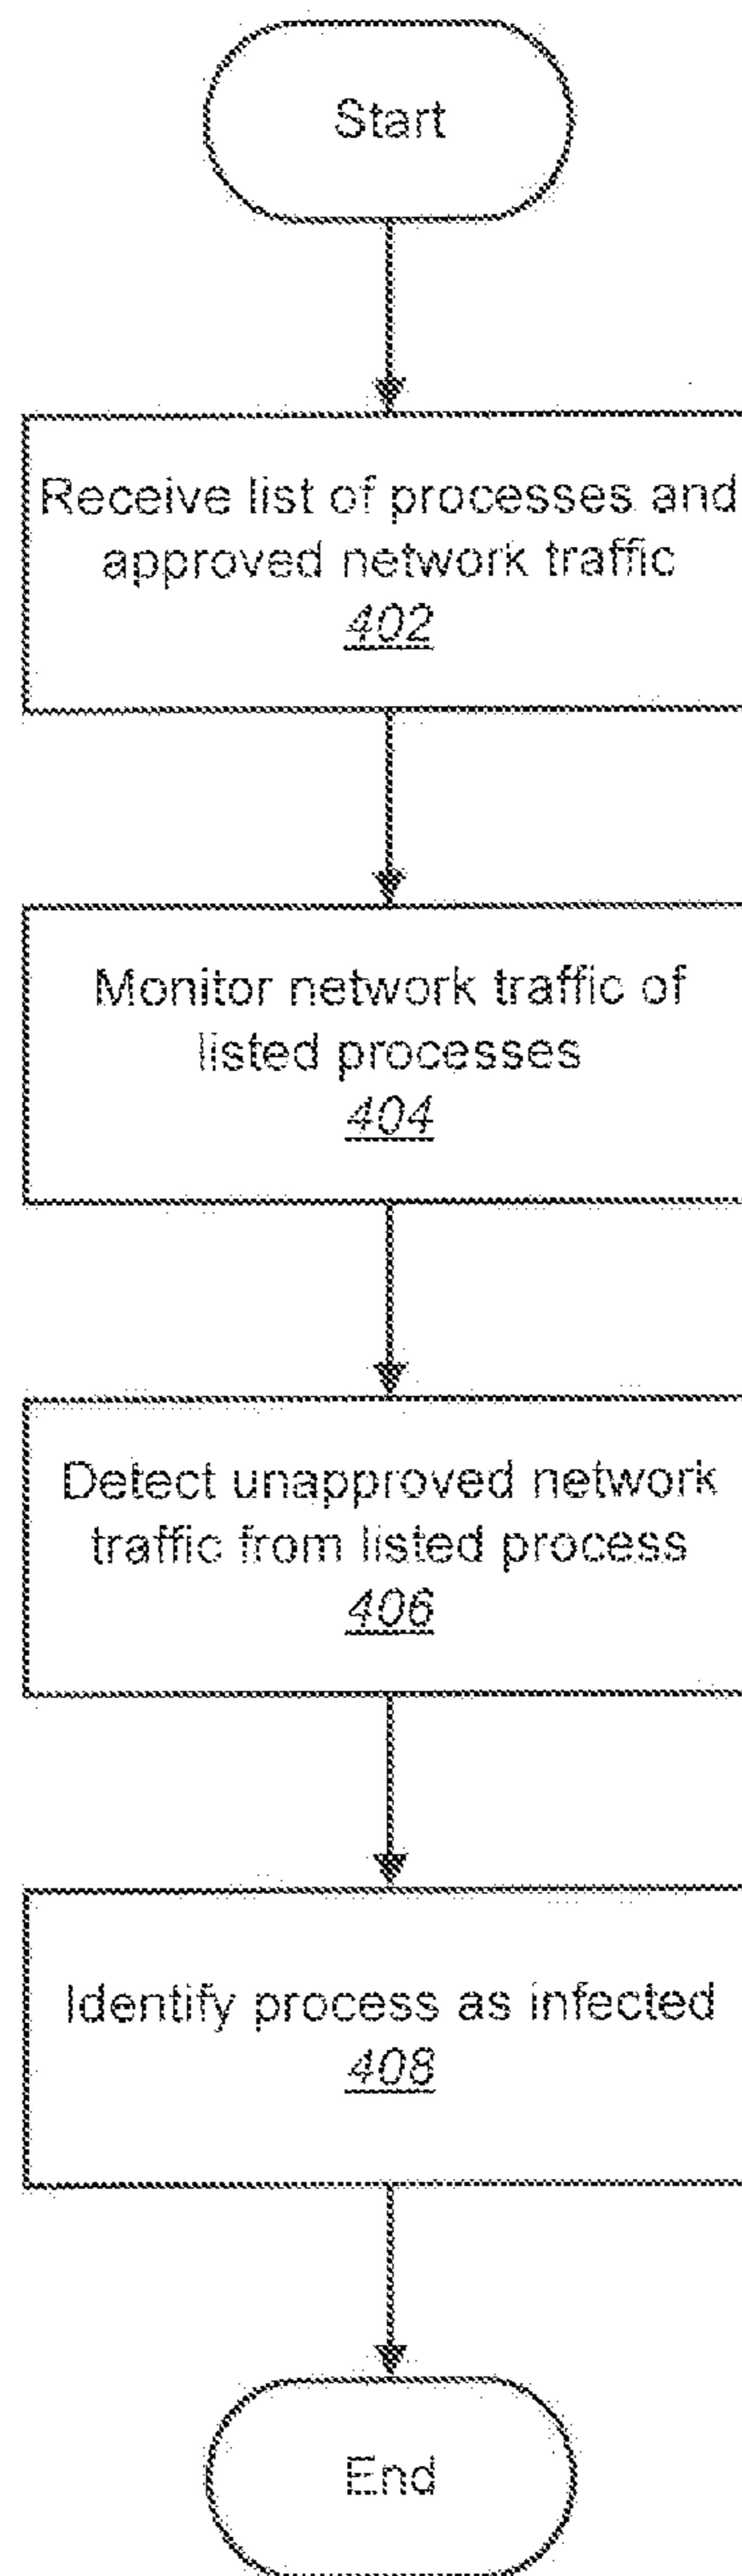 Start
Receive list of processes and
approved network traffic
402
Monitor network traffic of
listed processes
404
Detect unapproved network
traffic from listed process
406
Identify process as infected
408
End